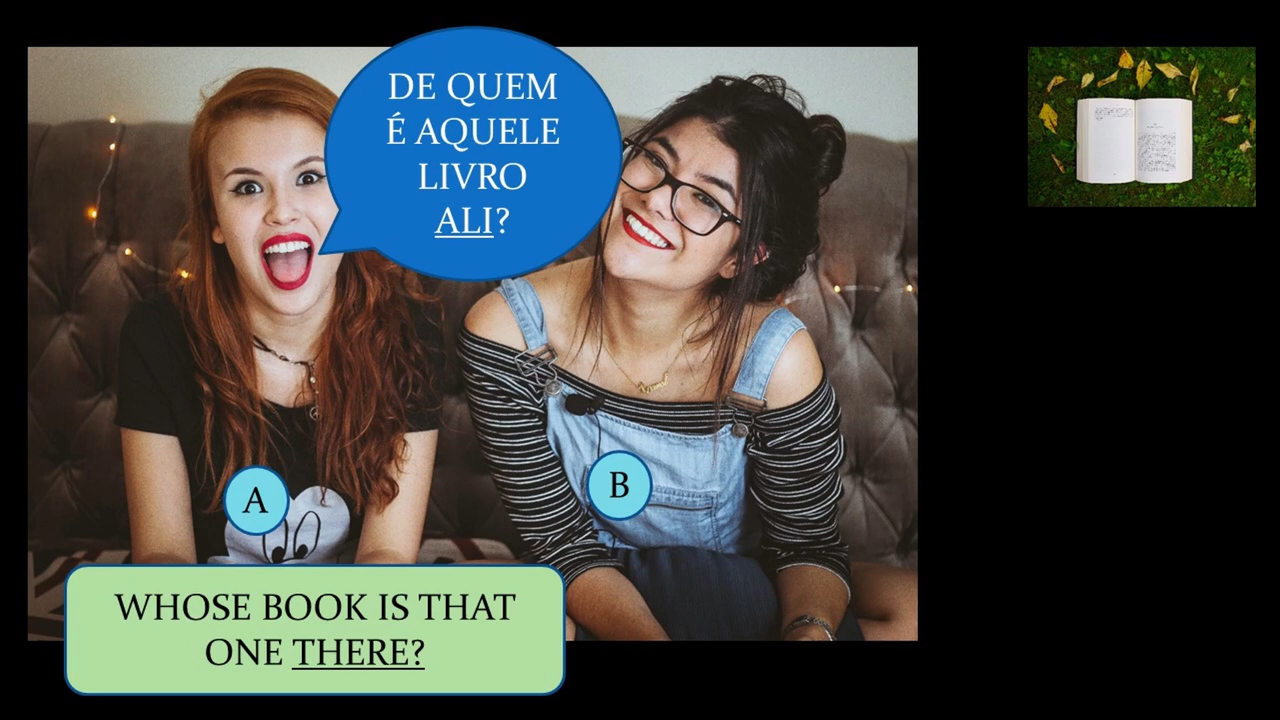 DE QUEM
É AQUELE
LIVRO
ALI?
A
B
WHOSE BOOK IS THAT
ONE THERE?